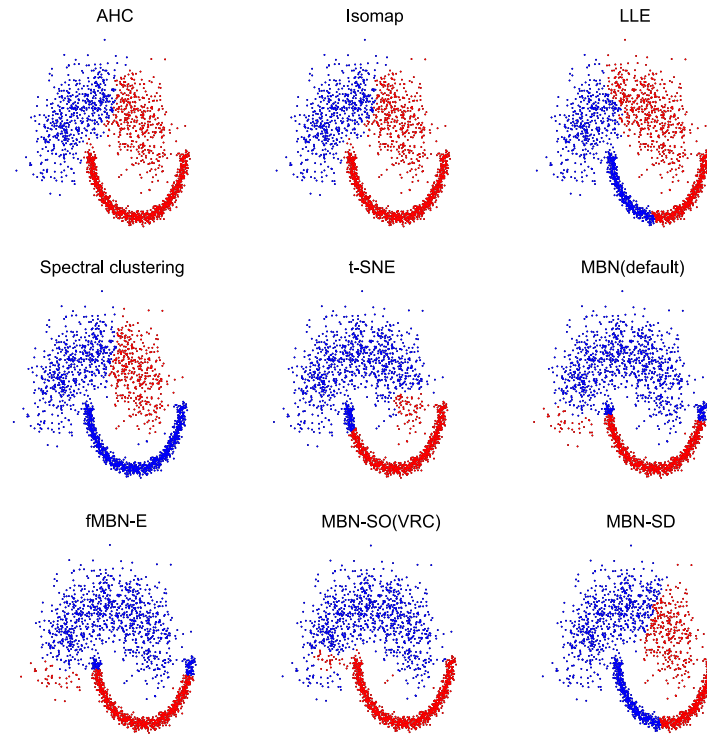 AHC
Isomap
LLE
Spectral clustering
t-SNE
MBN(default)
fMBN-E
MBN-SO(VRC)
MBN-SD